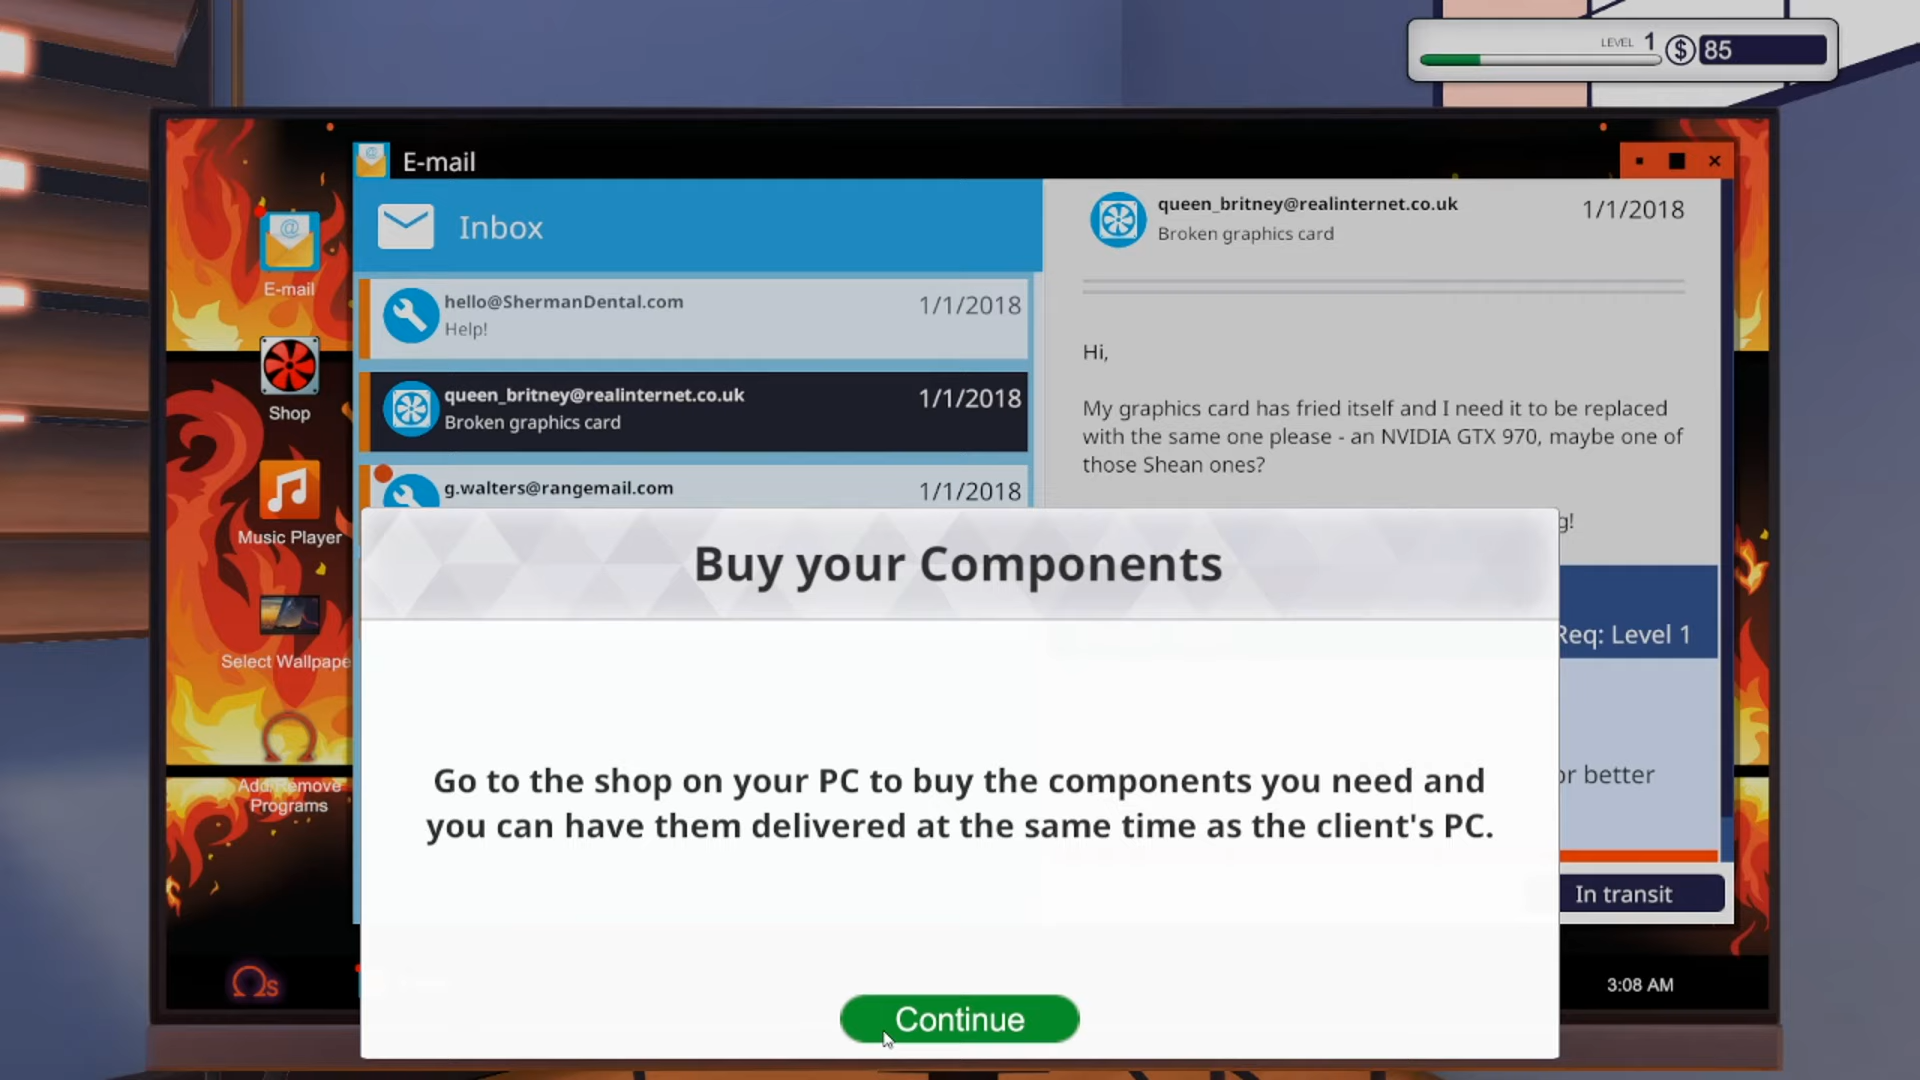 LEVEL 1
$ 85
E-mail
Inbox
hello@ShermanDental.com
1/1/2018
Help!
queen_britney@realinternet.co.uk
1/1/2018
Broken graphics card
g.walters@rangemail.com
1/1/2018
queen_britney@realinternet.co.uk
1/1/2018
Broken graphics card
Hi,
My graphics card has fried itself and I need it to be replaced
with the same one please - an NVIDIA GTX 970, maybe one of
those Shean ones?
g!
Req: Level 1
or better
In transit
E-mail
Shop
Music Player
Select Wallpape
Add/Remove
Programs
Buy your Components
Go to the shop on your PC to buy the components you need and
you can have them delivered at the same time as the client's PC.
Continue
Ωs
3:08 AM